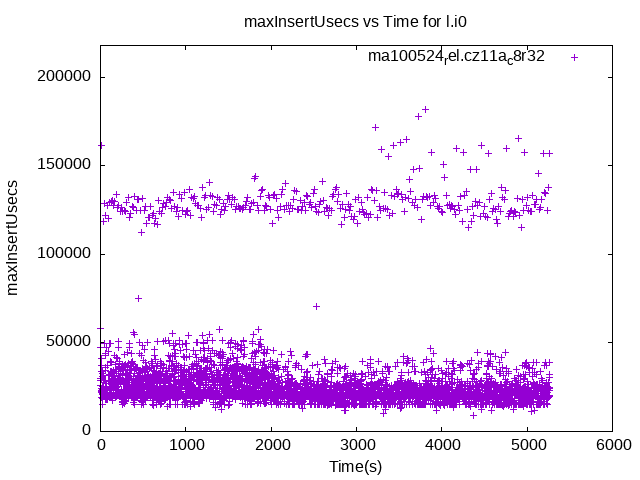 maxInsertUsecs vs Time for l.i0
ma100524rel.cz11a_c8r32
200000
150000
100000
50000
0
maxInsertUsecs
0 1000 2000 3000 4000 5000 6000
Time(s)